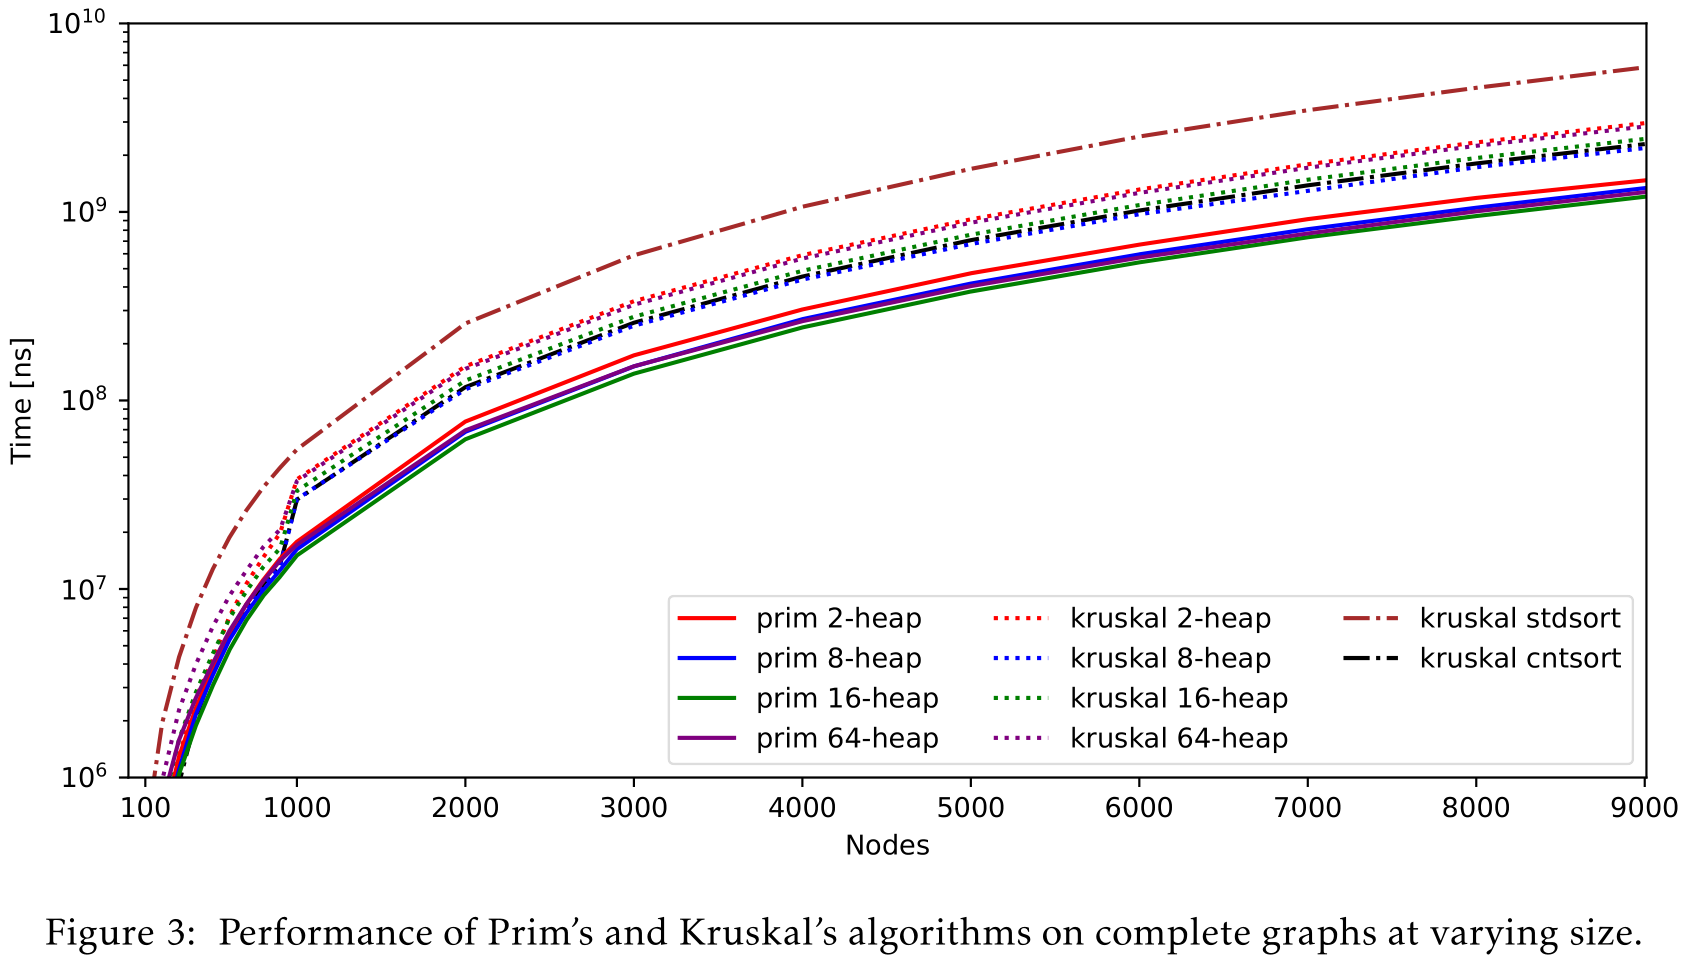 10^10
10^9
10^8
10^7
10^6
Time [ns]
100 1000 2000 3000 4000 5000 6000 7000 8000 9000
Nodes
prim 2-heap
prim 8-heap
prim 16-heap
prim 64-heap
kruskal 2-heap
kruskal 8-heap
kruskal 16-heap
kruskal 64-heap
kruskal stdsort
kruskal cntsort
Figure 3: Performance of Prim’s and Kruskal’s algorithms on complete graphs at varying size.